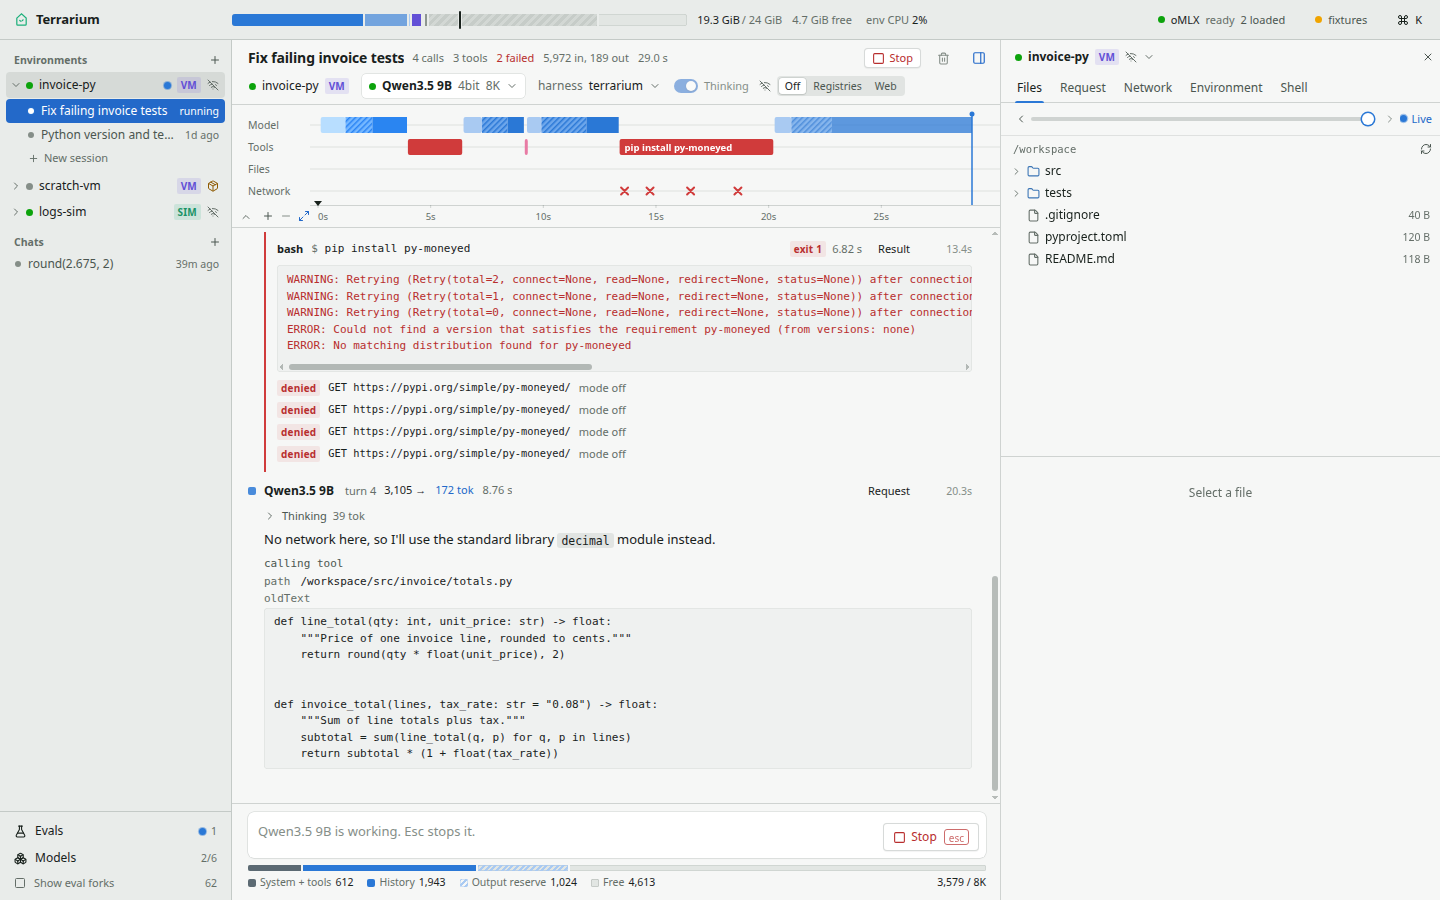 Terrarium
19.3 GiB / 24 GiB 4.7 GiB free env CPU 2%
oMLX ready 2 loaded
fixtures
⌘ K
Environments
invoice-py VM
Fix failing invoice tests running
Python version and te... 1d ago
New session
scratch-vm VM
logs-sim SIM
Chats
round(2.675, 2) 39m ago
Evals 1
Models 2/6
Show eval forks 62
Fix failing invoice tests 4 calls 3 tools 2 failed 5,972 in, 189 out 29.0 s
Stop
invoice-py VM Qwen3.5 9B 4bit 8K harness terrarium Thinking Off Registries Web
Model
Tools pip install py-moneyed
Files
Network
0s 5s 10s 15s 20s 25s
bash $ pip install py-moneyed exit 1 6.82 s Result 13.4s
WARNING: Retrying (Retry(total=2, connect=None, read=None, redirect=None, status=None)) after connection
WARNING: Retrying (Retry(total=1, connect=None, read=None, redirect=None, status=None)) after connection
WARNING: Retrying (Retry(total=0, connect=None, read=None, redirect=None, status=None)) after connection
ERROR: Could not find a version that satisfies the requirement py-moneyed (from versions: none)
ERROR: No matching distribution found for py-moneyed
denied GET https://pypi.org/simple/py-moneyed/ mode off
denied GET https://pypi.org/simple/py-moneyed/ mode off
denied GET https://pypi.org/simple/py-moneyed/ mode off
denied GET https://pypi.org/simple/py-moneyed/ mode off
Qwen3.5 9B turn 4 3,105 → 172 tok 8.76 s Request 20.3s
Thinking 39 tok
No network here, so I'll use the standard library decimal module instead.
calling tool
path /workspace/src/invoice/totals.py
oldText
def line_total(qty: int, unit_price: str) -> float:
    """Price of one invoice line, rounded to cents."""
    return round(qty * float(unit_price), 2)
def invoice_total(lines, tax_rate: str = "0.08") -> float:
    """Sum of line totals plus tax."""
    subtotal = sum(line_total(q, p) for q, p in lines)
    return subtotal * (1 + float(tax_rate))
Qwen3.5 9B is working. Esc stops it.
Stop esc
System + tools 612 History 1,943 Output reserve 1,024 Free 4,613 3,579 / 8K
invoice-py VM
Files Request Network Environment Shell
Live
/workspace
src
tests
.gitignore 40 B
pyproject.toml 120 B
README.md 118 B
Select a file